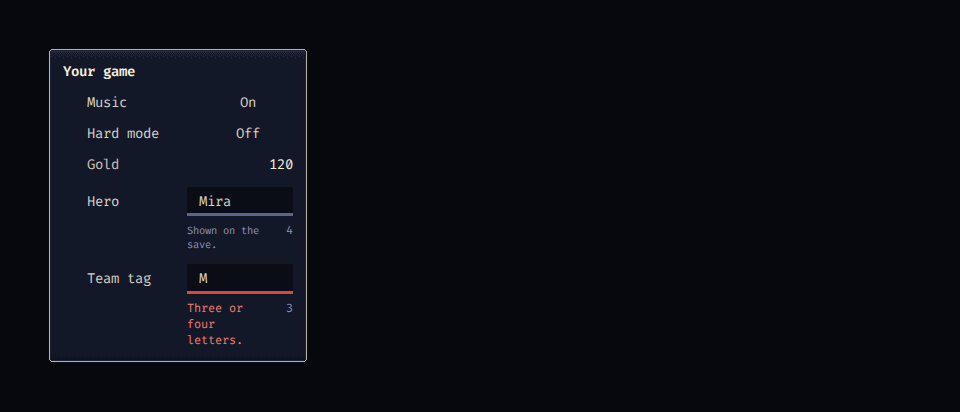 Your game
Music On
Hard mode Off
Gold 120
Hero Mira
Shown on the 4
save.
Team tag M
Three or 3
four
letters.